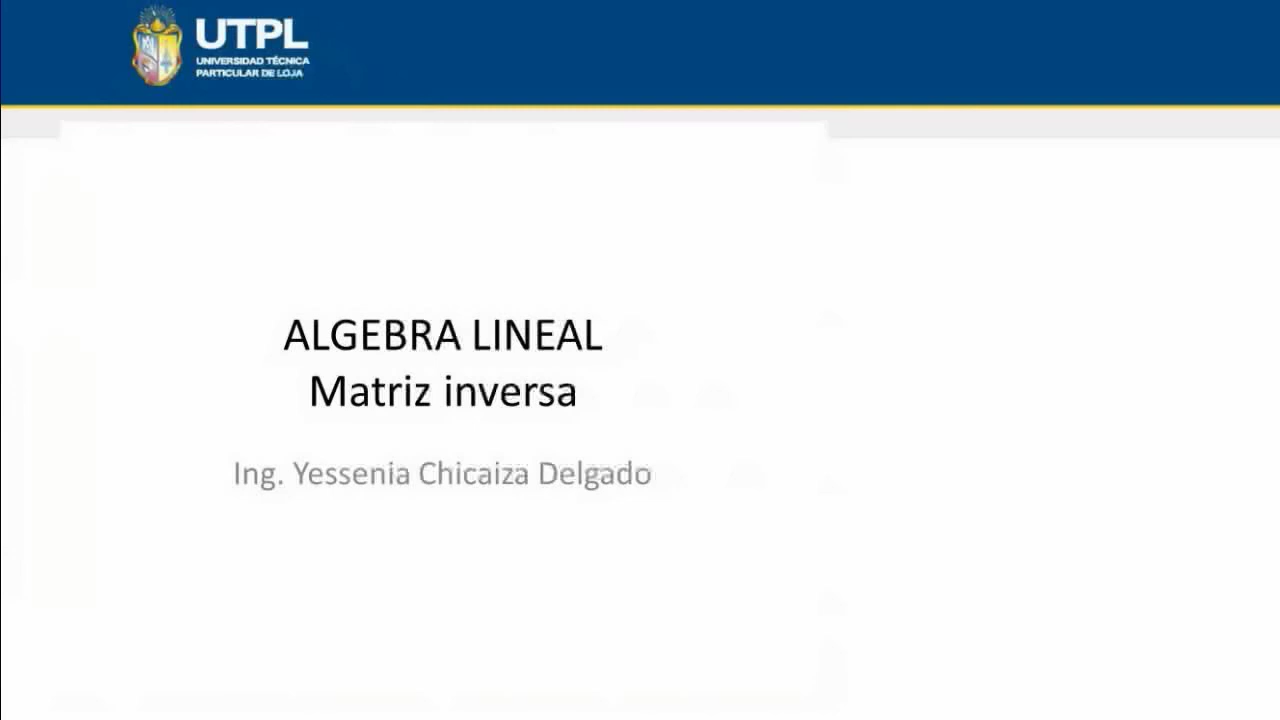 UTPL
UNIVERSIDAD TÉCNICA
PARTICULAR DE LOJA
ALGEBRA LINEAL
Matriz inversa
Ing. Yessenia Chicaiza Delgado